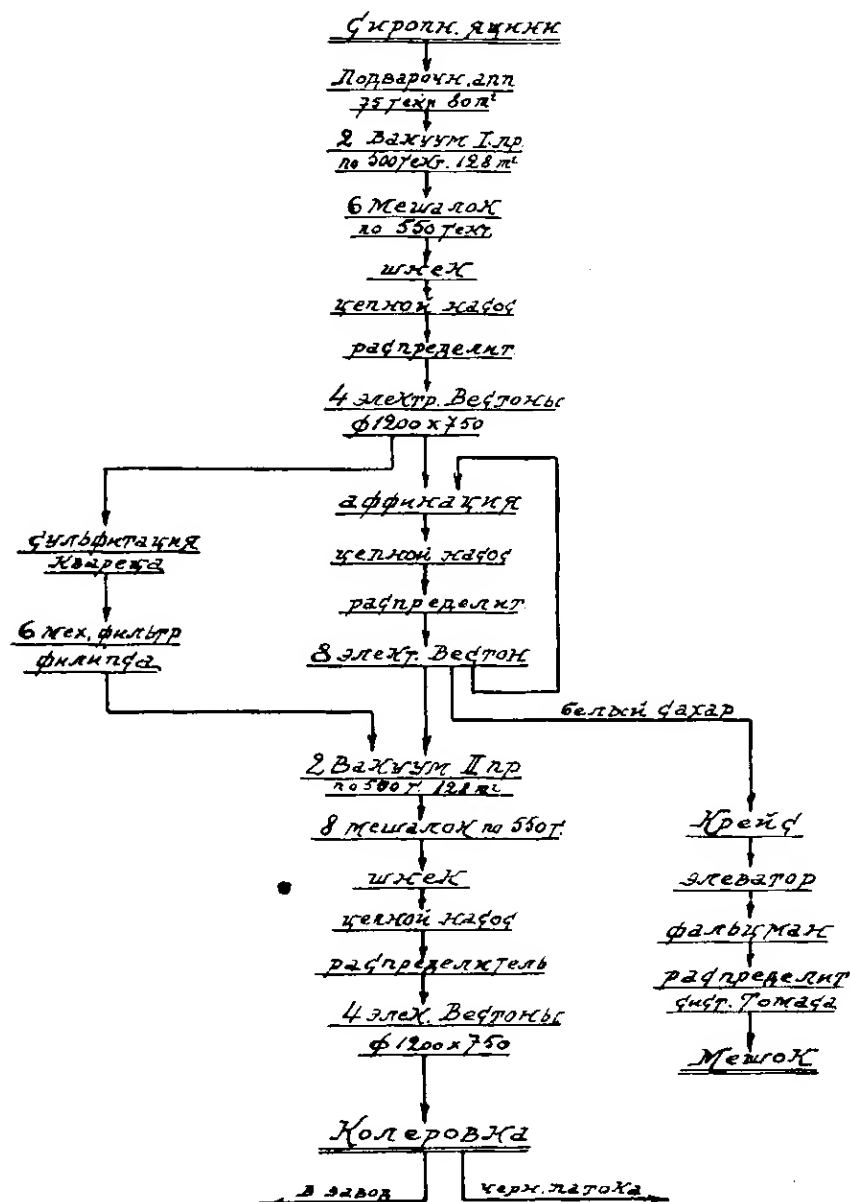 Сиропн. ящики
Подварочн. апп
75 гект 80 m²
2 Вакуум I. пр.
по 500 гект. 128 m²
6 Мешалок
по 550 гект
шнек
цепной насос
распределит
4 электр. Вестоны
ф 1200 x 750
аффинация
цепной насос
распределит
8 элект. Вестон
сульфитация
Квареца
6 мех. фильтр
филипса
белый сахар
2 Вакуум II пр
по 500 г. 128 m²
8 мешалок по 550 г.
шнек
цепной насос
распределитель
4 элек. Вестоны
ф 1200 x 750
Колеровка
в завод
черн. патока
Крейс
элеватор
фальцман
распределит
сист. Томаса
Мешок